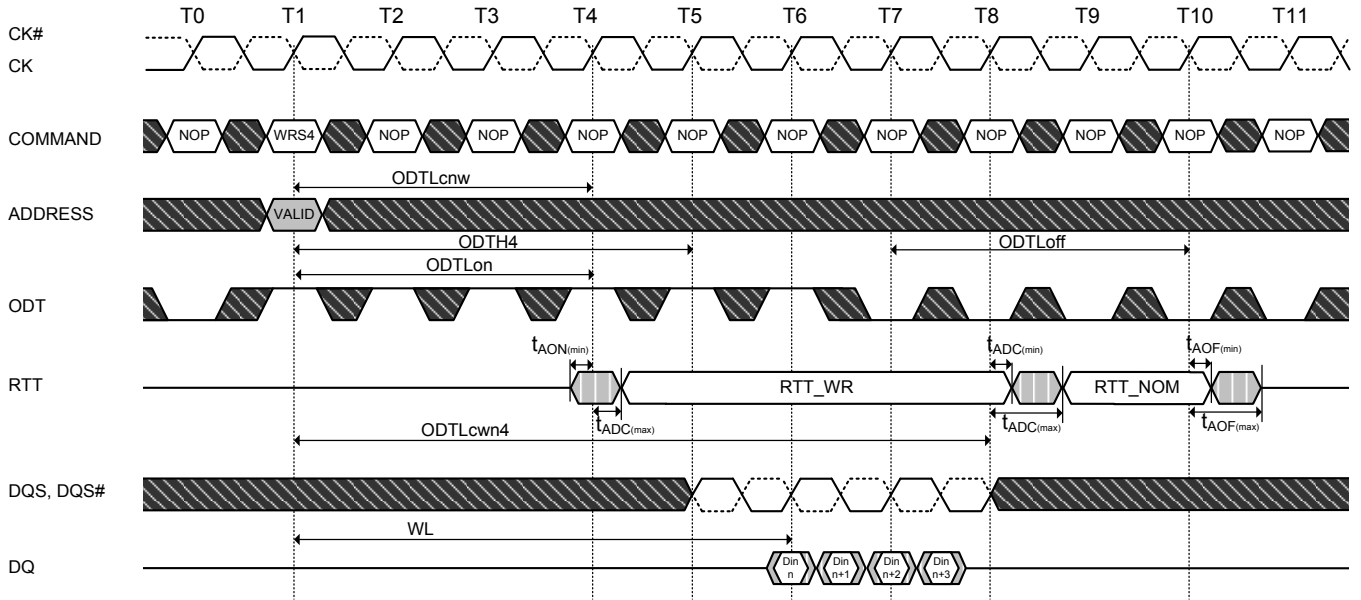 T0 T1 T2 T3 T4 T5 T6 T7 T8 T9 T10 T11
CK#
CK
COMMAND NOP WRS4 NOP NOP NOP NOP NOP NOP NOP NOP NOP NOP
ODTLcnw
ADDRESS VALID
ODTH4 ODTLoff
ODTLon
ODT
tAON(min) tADC(min) tAOF(min)
RTT RTT_WR RTT_NOM
tADC(max) tADC(max) tAOF(max)
ODTLcwn4
DQS, DQS#
WL
DQ Din n Din n+1 Din n+2 Din n+3